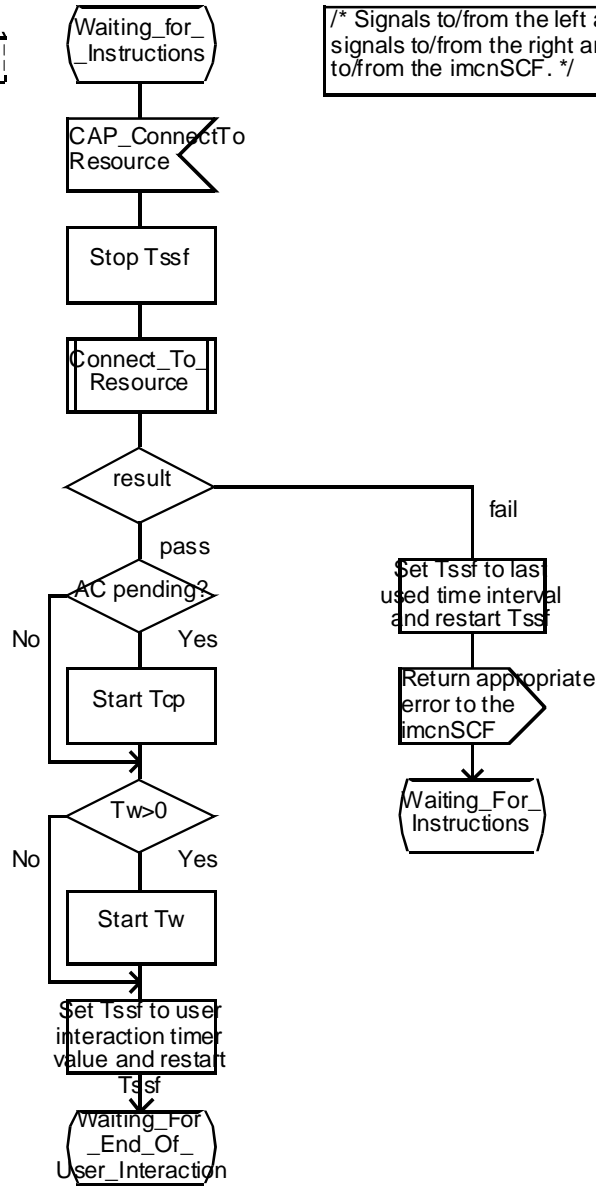 Waiting_for_
_Instructions
/* Signals to/from the left a
signals to/from the right ar
to/from the imcnSCF. */
CAP_ConnectTo
Resource
Stop Tssf
Connect_To_
Resource
result
fail
pass
AC pending?
Set Tssf to last
used time interval
and restart Tssf
No
Yes
Start Tcp
Return appropriate
error to the
imcnSCF
Tw>0
Waiting_For_
Instructions
No
Yes
Start Tw
Set Tssf to user
interaction timer
value and restart
Tssf
Waiting_For
_End_Of_
User_Interaction